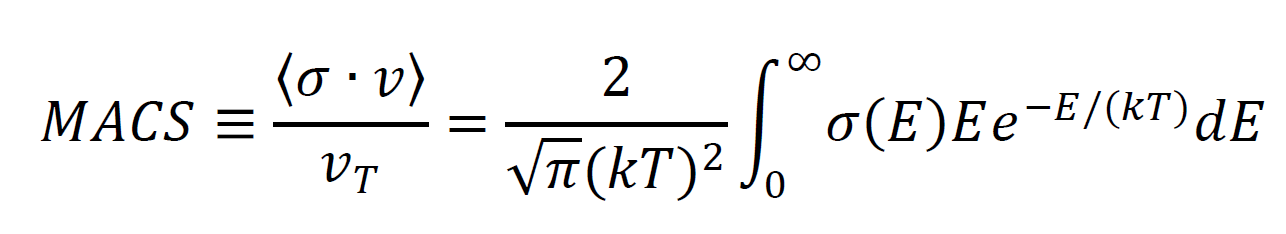 MACS ≡ ⟨σ · v⟩ / v_T = 2 / (√π(kT)²) ∫₀^∞ σ(E)Ee^{−E/(kT)}dE